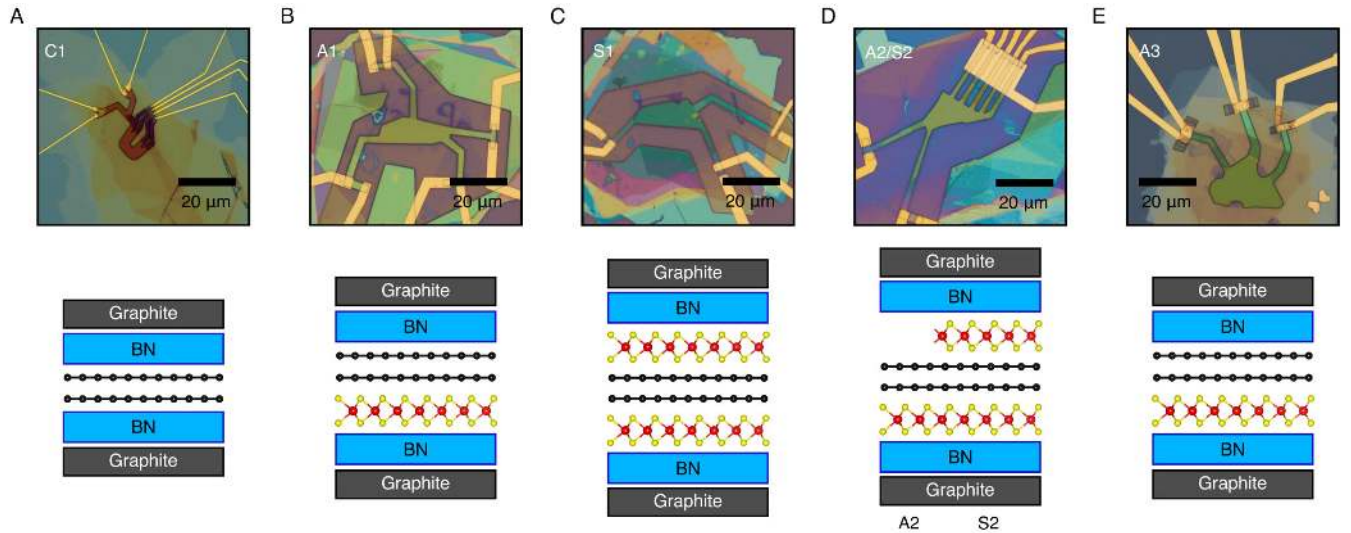 A
B
C
D
E
C1
A1
S1
A2/S2
A3
20 µm
20 µm
20 µm
20 µm
20 µm
Graphite
BN
BN
Graphite
Graphite
BN
BN
Graphite
Graphite
BN
BN
Graphite
Graphite
BN
BN
Graphite
A2
S2
Graphite
BN
BN
Graphite